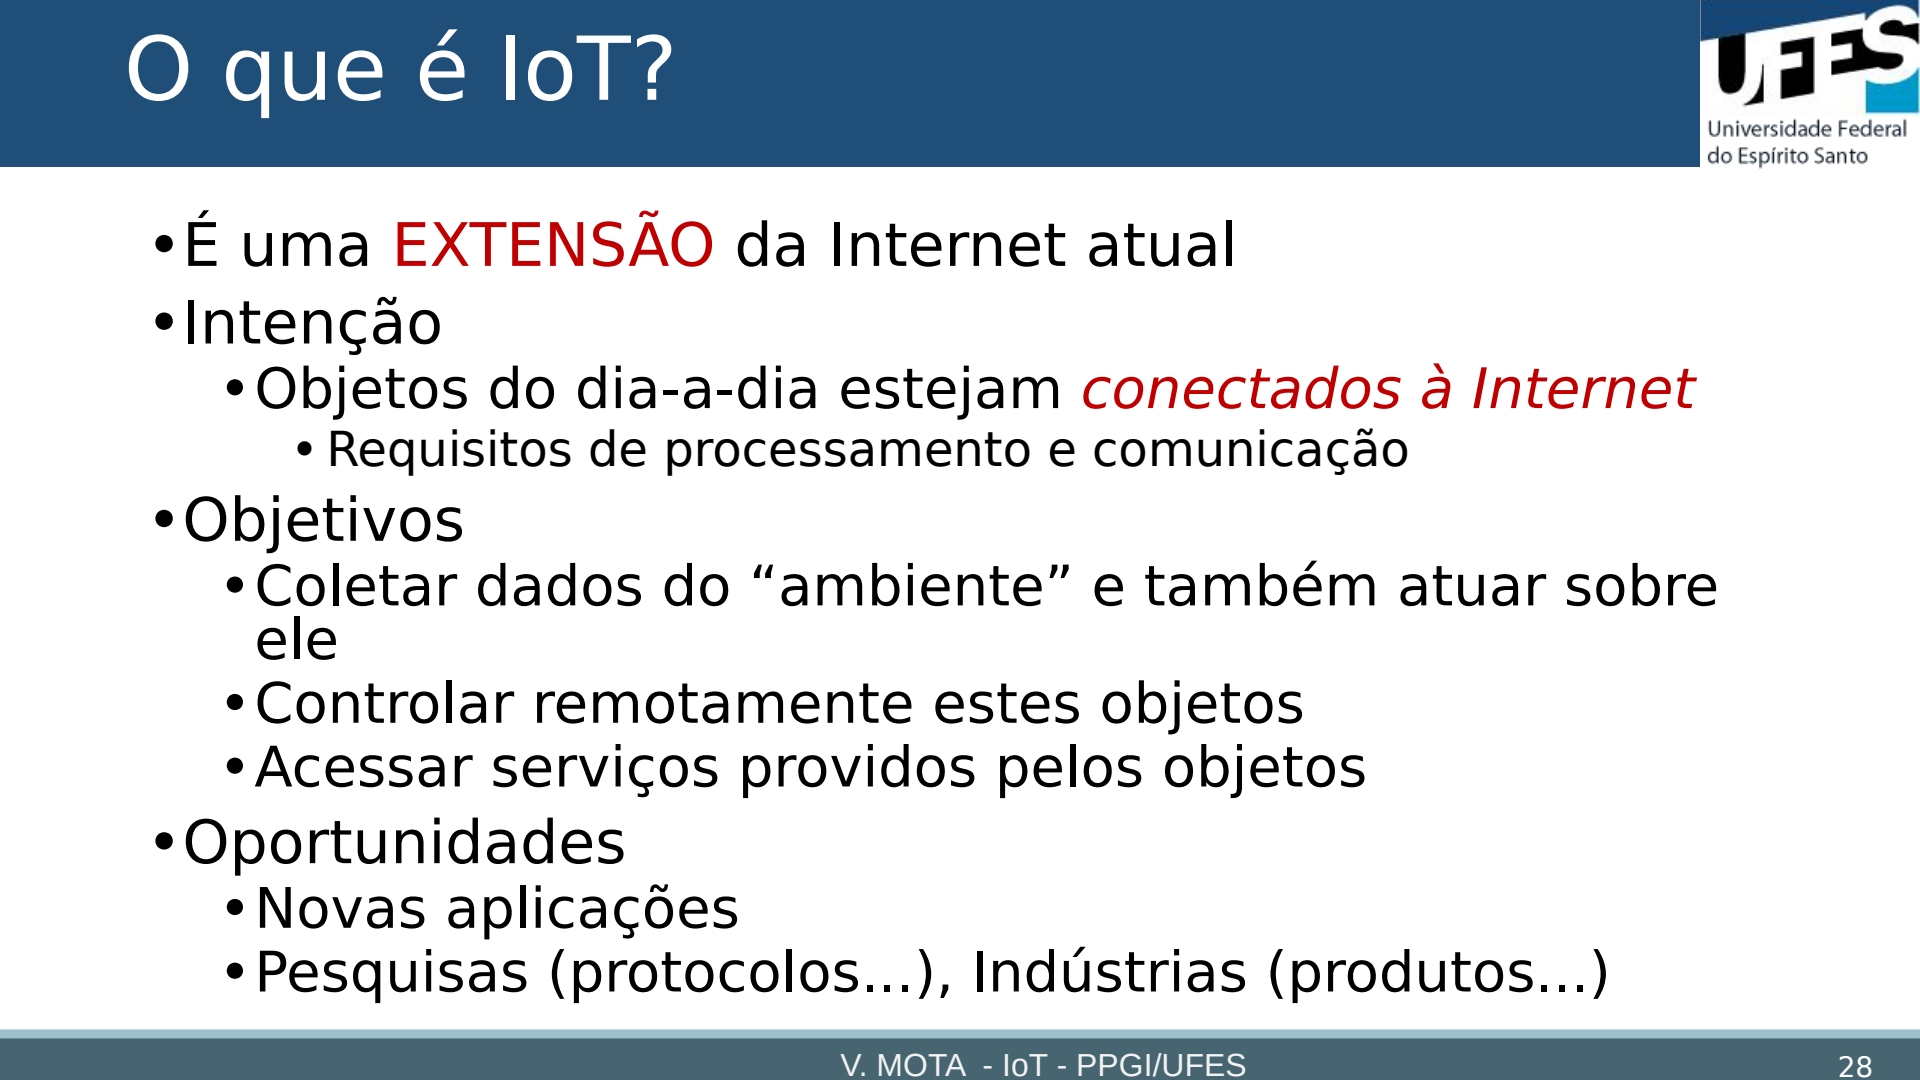 O que é IoT?
UFES
Universidade Federal
do Espírito Santo
•É uma EXTENSÃO da Internet atual
•Intenção
•Objetos do dia-a-dia estejam conectados à Internet
•Requisitos de processamento e comunicação
•Objetivos
•Coletar dados do “ambiente” e também atuar sobre
ele
•Controlar remotamente estes objetos
•Acessar serviços providos pelos objetos
•Oportunidades
•Novas aplicações
•Pesquisas (protocolos...), Indústrias (produtos...)
V. MOTA - IoT - PPGI/UFES
28